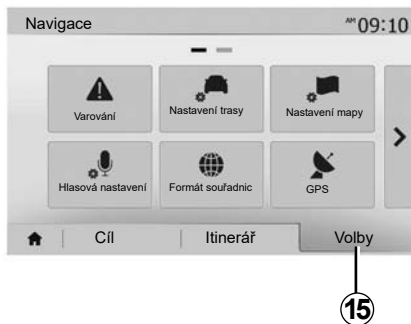 Navigace
AM 09:10
Varování
Nastavení trasy
Nastavení mapy
Hlasová nastavení
Formát souřadnic
GPS
Cíl
Itinerář
Volby
15